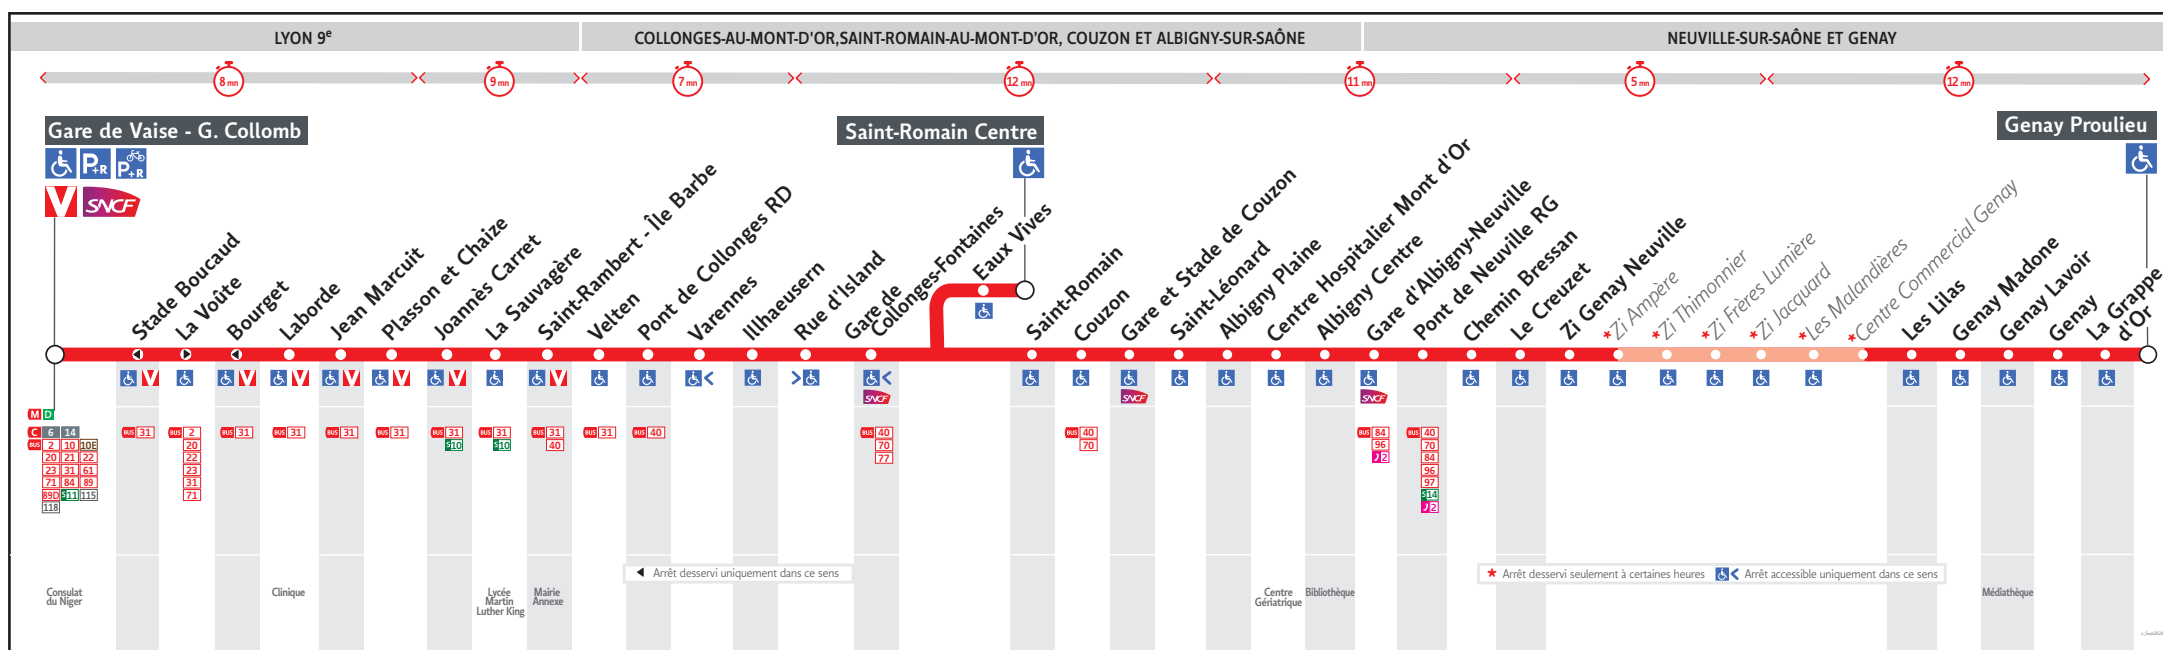 LYON 9e
COLLONGES-AU-MONT-D'OR,SAINT-ROMAIN-AU-MONT-D'OR, COUZON ET ALBIGNY-SUR-SAÔNE
NEUVILLE-SUR-SAÔNE ET GENAY
8 mn
9 mn
7 mn
12 mn
11 mn
5 mn
12 mn
Gare de Vaise - G. Collomb
Saint-Romain Centre
Genay Proulieu
P+R
P+R
V
SNCF
Stade Boucaud
La Voûte
Bourget
Laborde
Jean Marcuit
Plasson et Chaize
Joannès Carret
La Sauvagère
Saint-Rambert - Île Barbe
Velten
Pont de Collonges RD
Varennes
Illhaeusern
Rue d'Island
Gare de
Collonges-Fontaines
Eaux Vives
Saint-Romain
Couzon
Gare et Stade de Couzon
Saint-Léonard
Albigny Plaine
Centre Hospitalier Mont d'Or
Albigny Centre
Gare d'Albigny-Neuville
Pont de Neuville RG
Chemin Bressan
Le Creuzet
Zi Genay Neuville
*Zi Ampère
*Zi Thimonnier
*Zi Frères Lumière
*Zi Jacquard
*Les Malandières
*Centre Commercial Genay
Les Lilas
Genay Madone
Genay Lavoir
Genay
La Grappe
d'Or
V
V
V
V
V
V
V
<
>
<
SNCF
SNCF
SNCF
M D
C 6 14
BUS 2 10 10E
20 21 22
23 31 61
71 84 89
89D S11 115
118
BUS 31
BUS 2
20
22
23
31
71
BUS 31
BUS 31
BUS 31
BUS 31
BUS 31
S10
BUS 31
S10
BUS 31
40
BUS 31
BUS 40
BUS 40
70
77
BUS 40
70
BUS 84
96
2
BUS 40
70
84
96
97
S14
2
Arrêt desservi uniquement dans ce sens
* Arrêt desservi seulement à certaines heures
< Arrêt accessible uniquement dans ce sens
Consulat
du Niger
Clinique
Lycée
Martin
Luther King
Mairie
Annexe
Centre
Gériatrique
Bibliothèque
Médiathèque